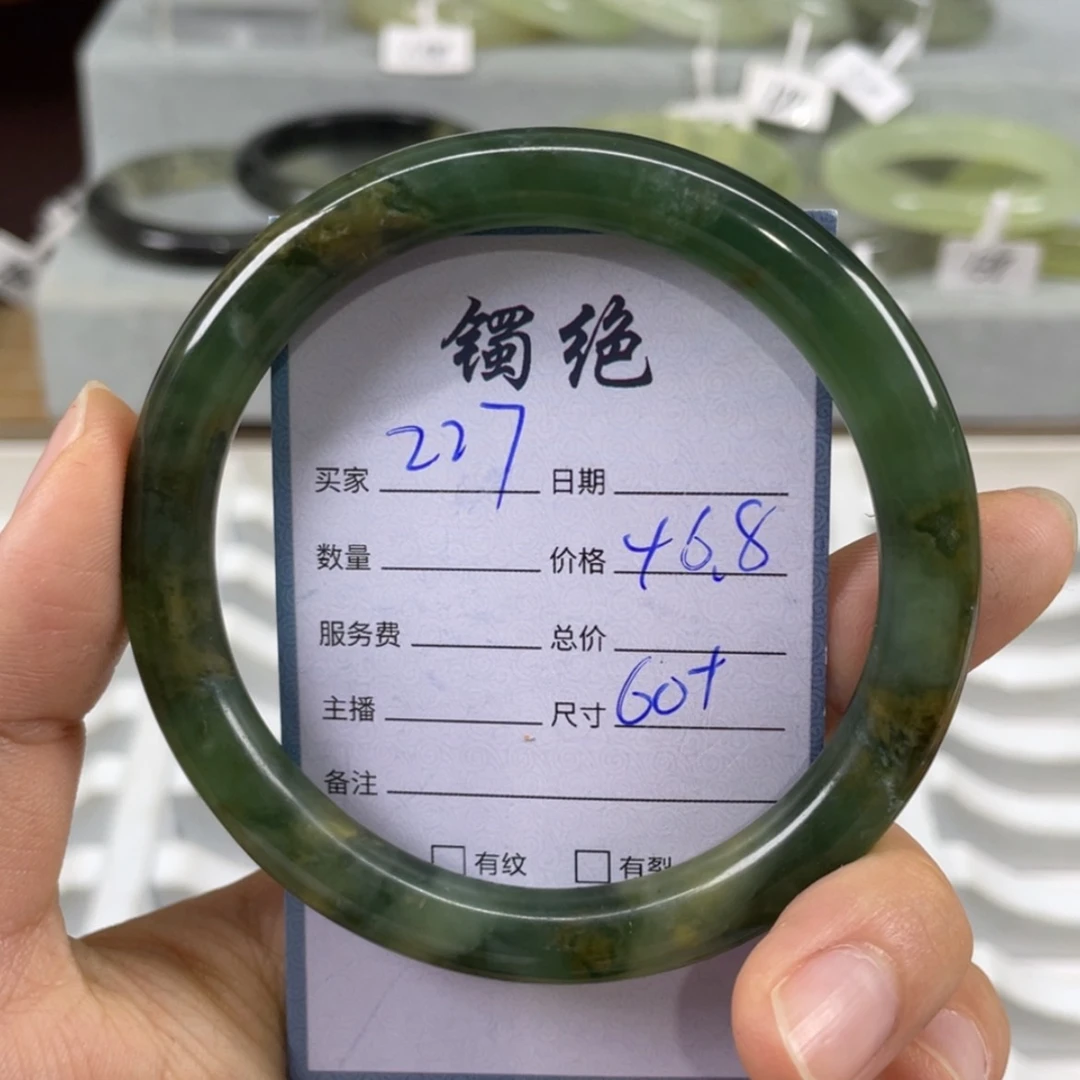 镯绝
买家 227 日期
数量 价格 46.8
服务费 总价
主播 尺寸 60+
备注
有纹 有裂